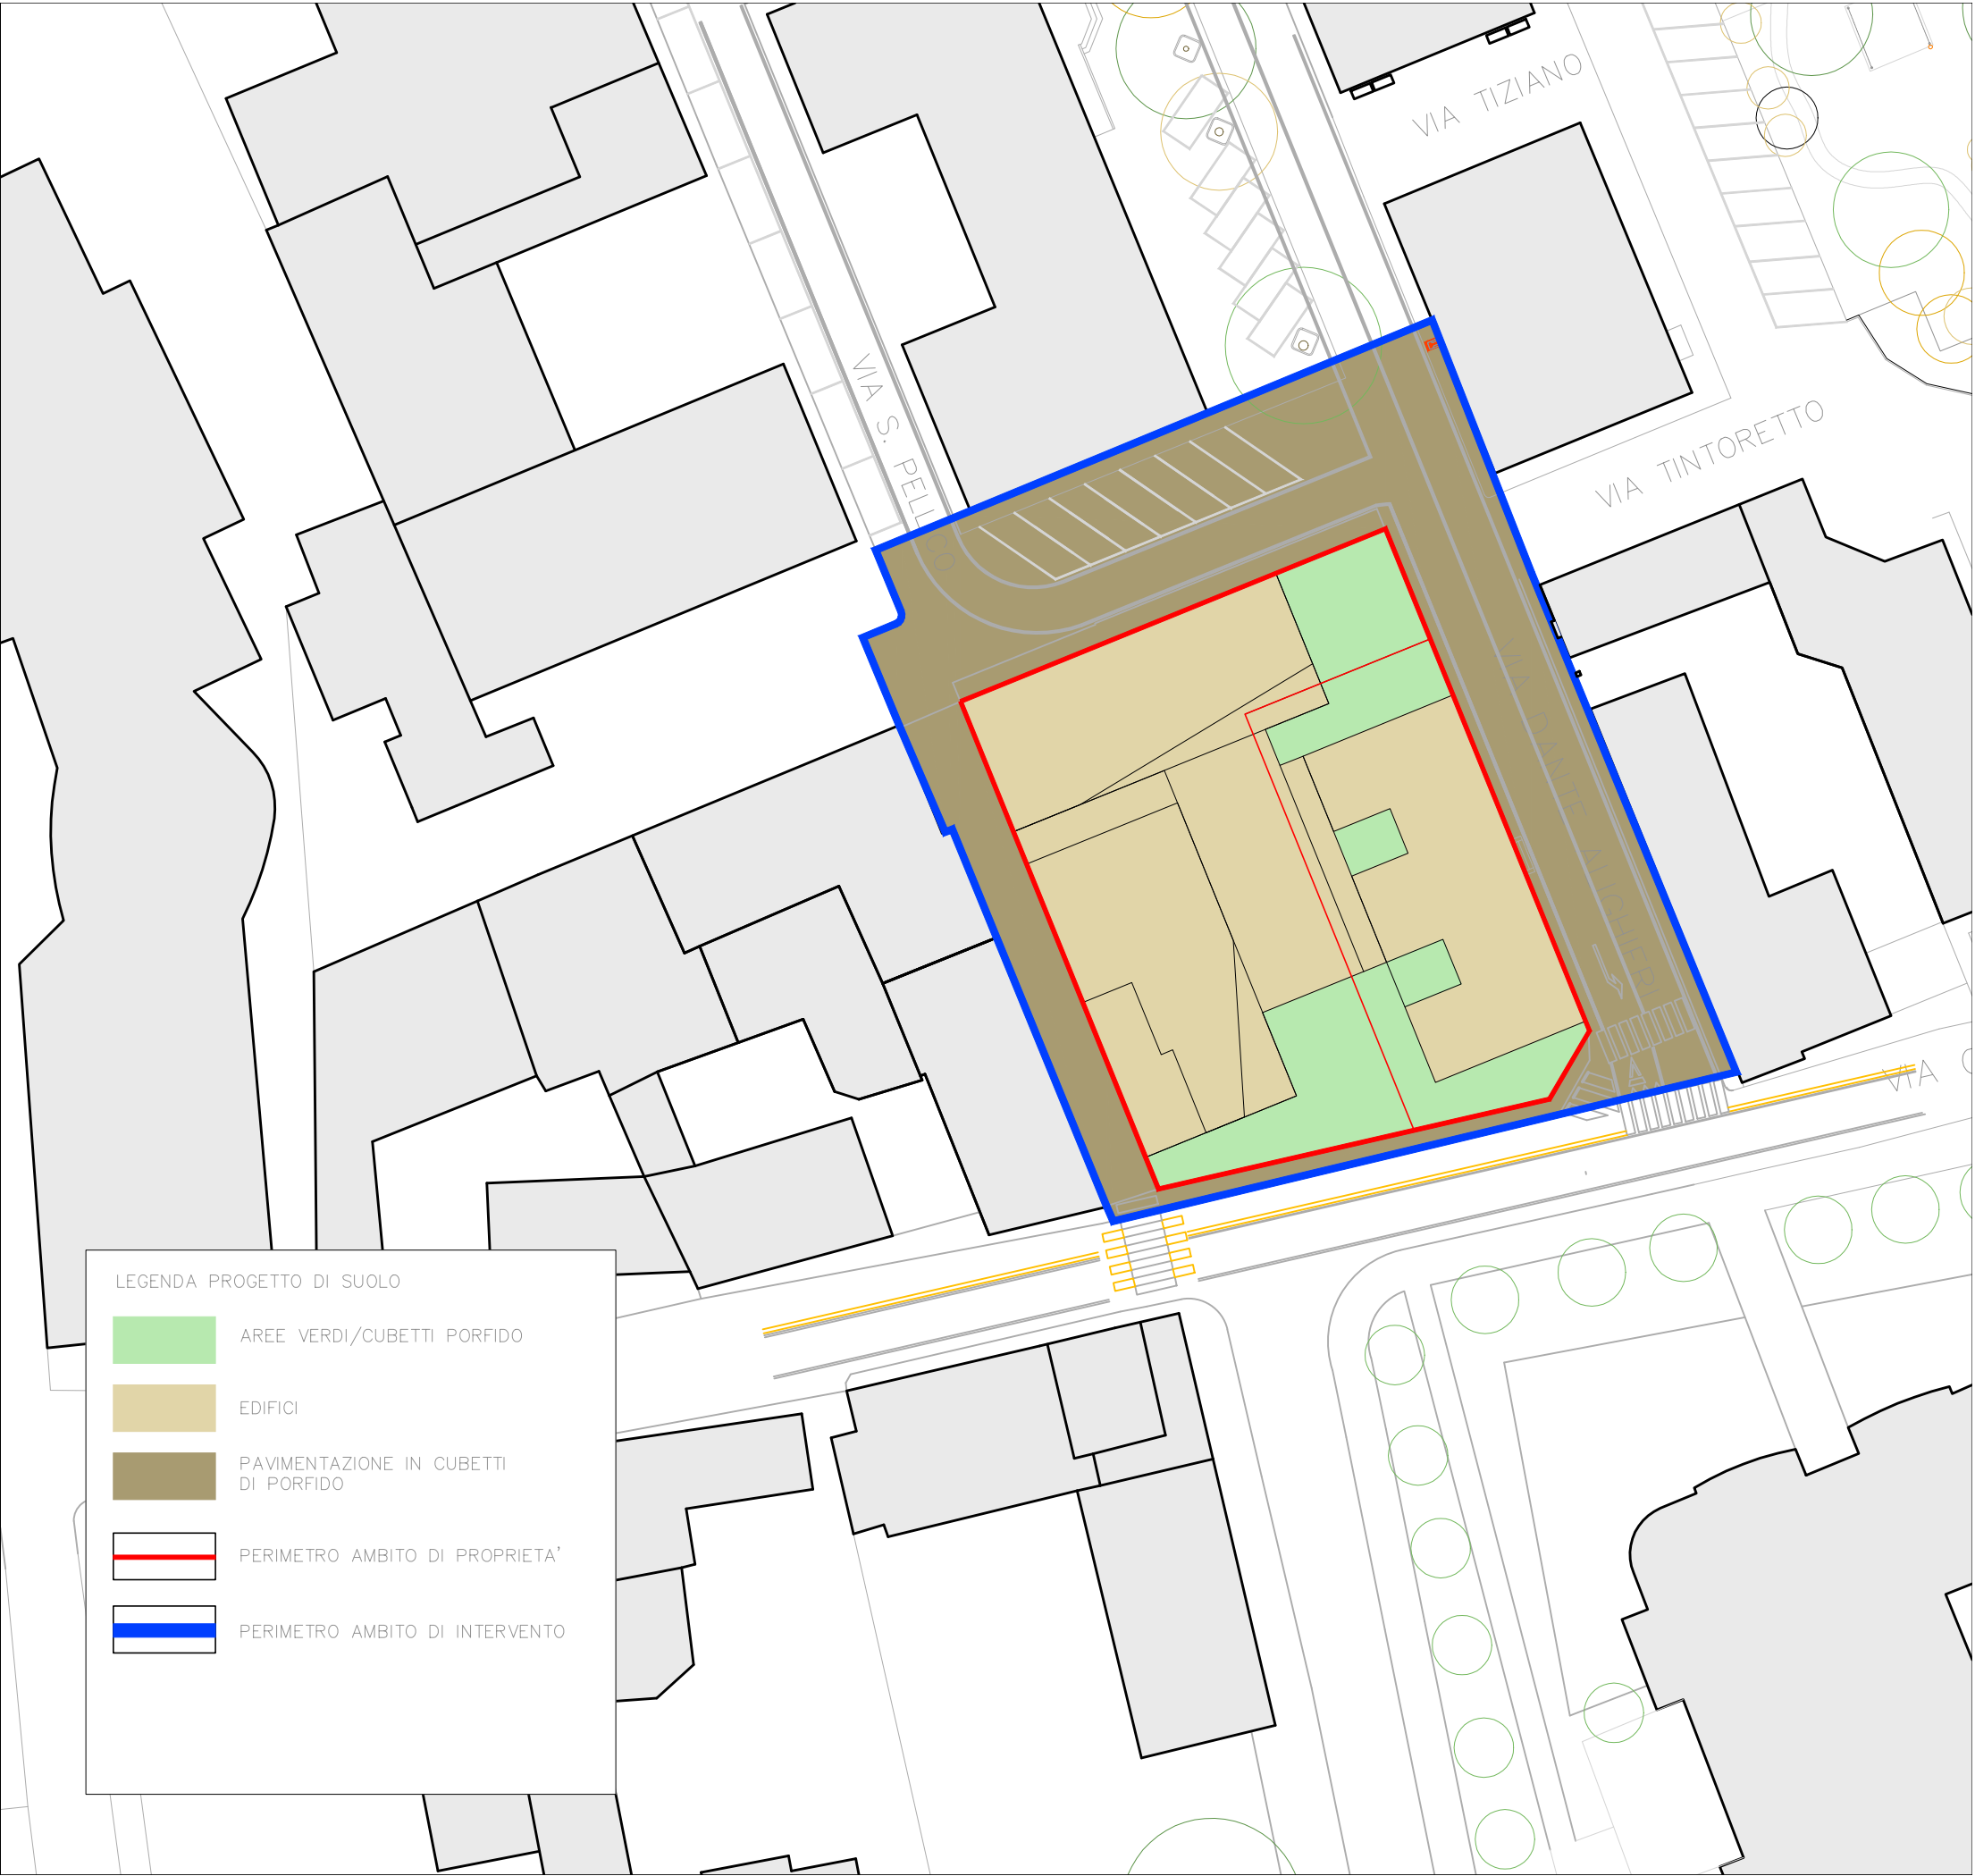 VIA TIZIANO
VIA TINTORETTO
VIA S. PELLICO
VIA DANTE ALIGHIERI
VIA
LEGENDA PROGETTO DI SUOLO
AREE VERDI/CUBETTI PORFIDO
EDIFICI
PAVIMENTAZIONE IN CUBETTI
DI PORFIDO
PERIMETRO AMBITO DI PROPRIETA'
PERIMETRO AMBITO DI INTERVENTO